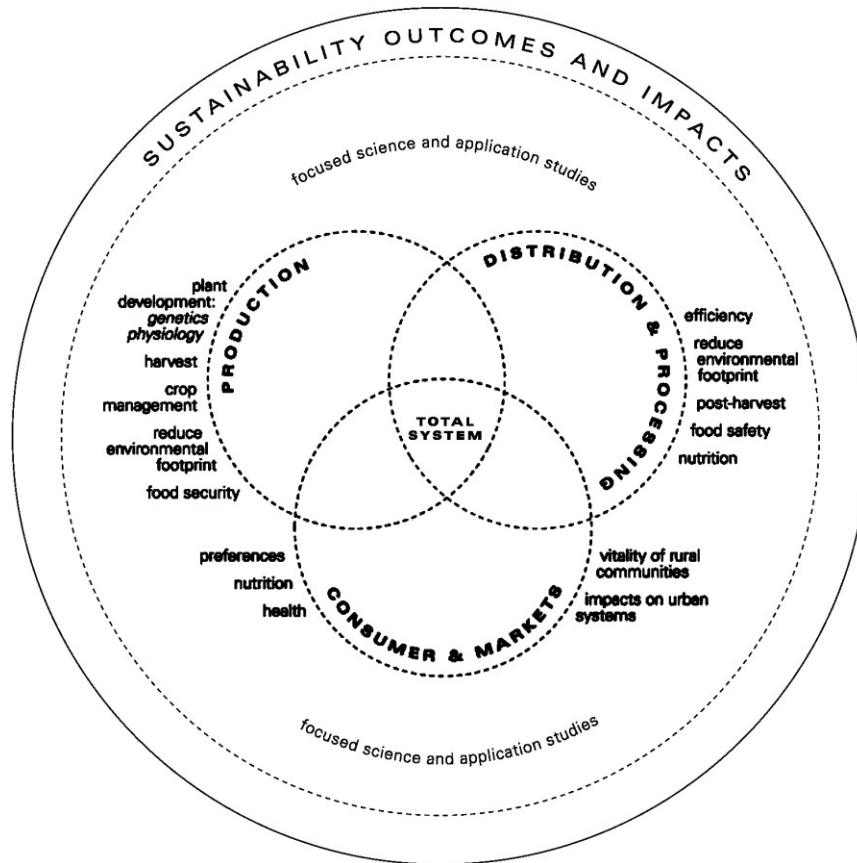 SUSTAINABILITY OUTCOMES AND IMPACTS
focused science and application studies
PRODUCTION
plant
development:
genetics
physiology
harvest
crop
management
reduce
environmental
footprint
food security
DISTRIBUTION & PROCESSING
efficiency
reduce
environmental
footprint
post-harvest
food safety
nutrition
TOTAL
SYSTEM
preferences
nutrition
health
CONSUMER & MARKETS
vitality of rural
communities
impacts on urban
systems
focused science and application studies